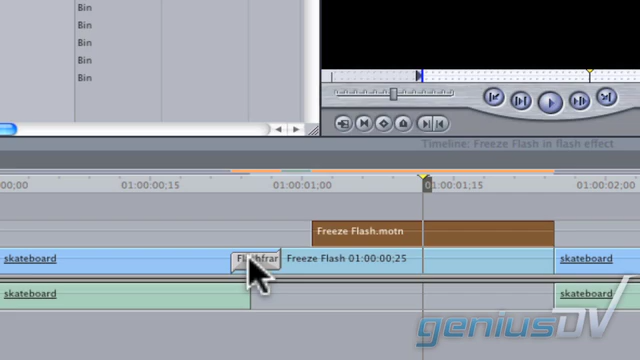 Bin
Bin
Bin
Bin
Bin
Timeline: Freeze Flash in flash effect
00;00
01:00:00;15
01:00:01;00
01:00:01;15
01:00:02;00
Freeze Flash.motn
skateboard
Freeze Flash 01:00:00;25
skateboard
skateboard
skateboard
geniusDV